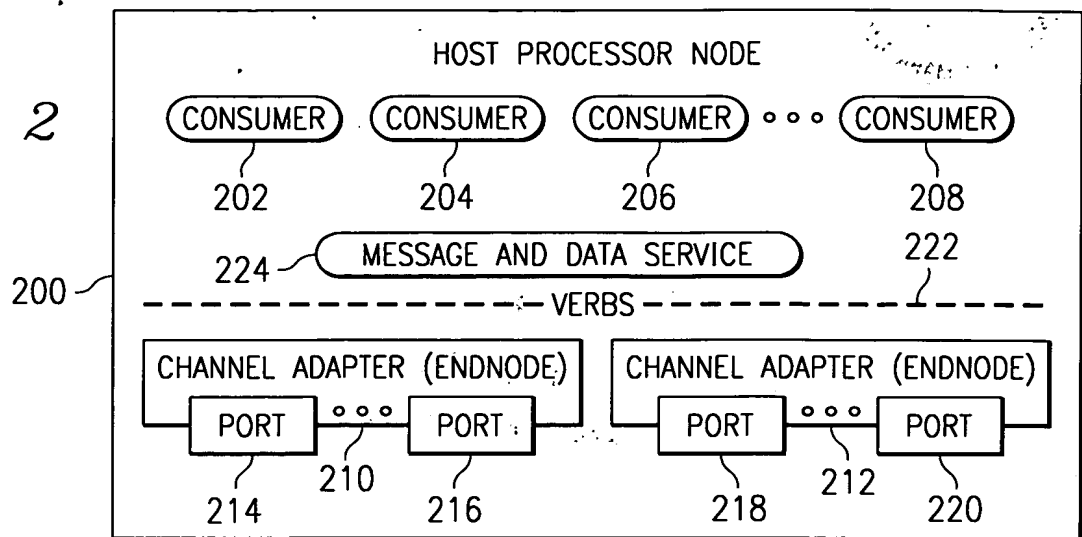 HOST PROCESSOR NODE
2
CONSUMER CONSUMER CONSUMER CONSUMER
202 204 206 208
MESSAGE AND DATA SERVICE
224
222
200
VERBS
CHANNEL ADAPTER (ENDNODE) CHANNEL ADAPTER (ENDNODE)
PORT PORT PORT PORT
210 212
214 216 218 220